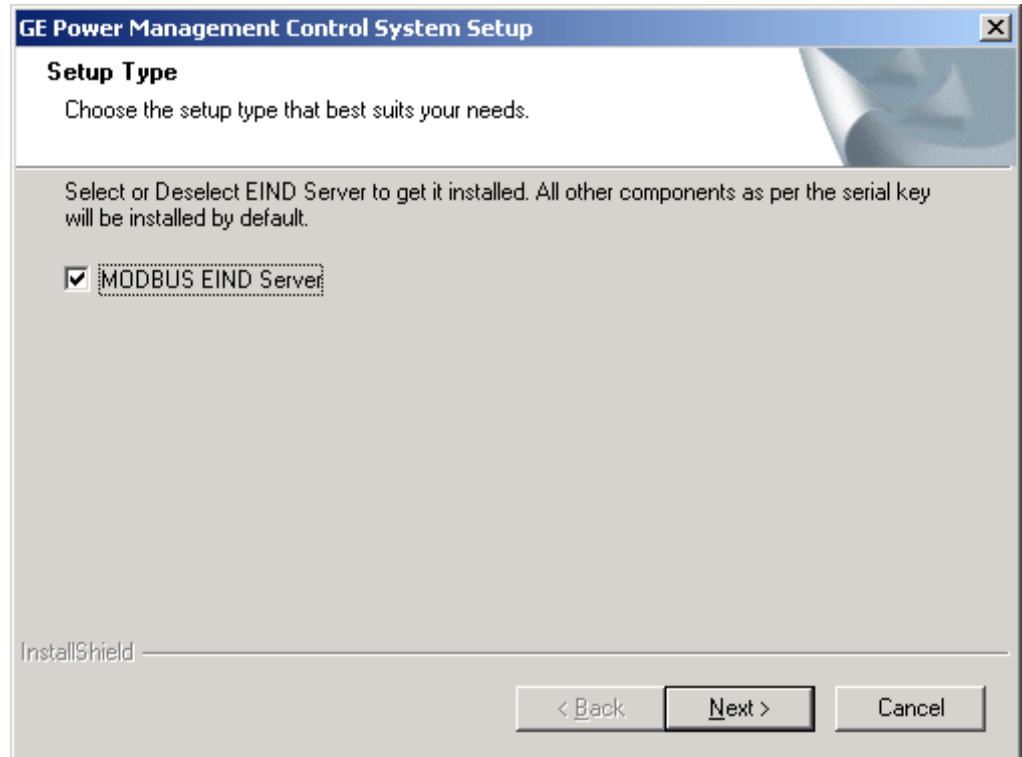 GE Power Management Control System Setup
Setup Type
Choose the setup type that best suits your needs.
Select or Deselect EIND Server to get it installed. All other components as per the serial key
will be installed by default.
MODBUS EIND Server
InstallShield
< Back Next > Cancel